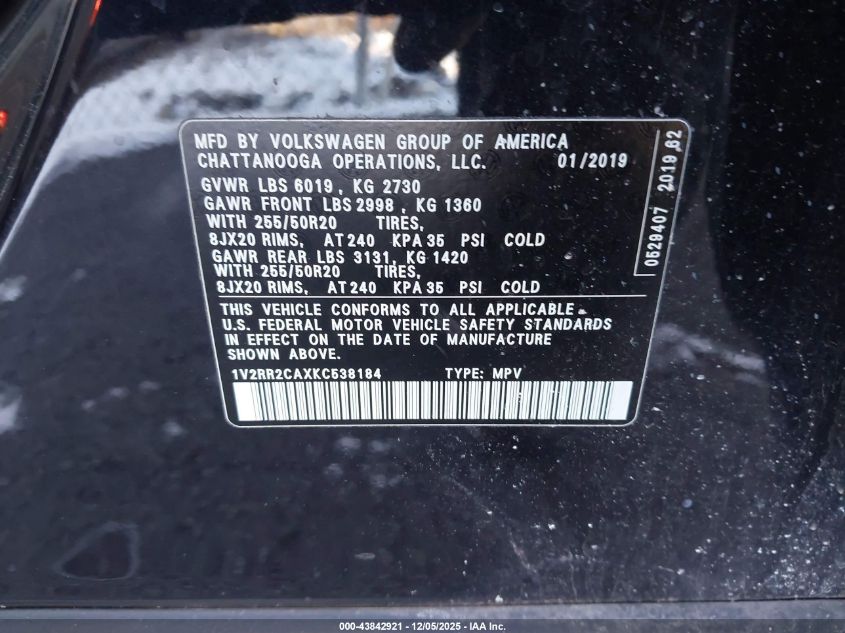 MFD BY VOLKSWAGEN GROUP OF AMERICA
CHATTANOOGA OPERATIONS, LLC. 01/2019
GVWR LBS 6019, KG 2730
GAWR FRONT LBS 2998, KG 1360
WITH 255/50R20 TIRES,
8JX20 RIMS, AT 240 KPA 35 PSI COLD
GAWR REAR LBS 3131, KG 1420
WITH 255/50R20 TIRES,
8JX20 RIMS, AT 240 KPA 35 PSI COLD
THIS VEHICLE CONFORMS TO ALL APPLICABLE
U.S. FEDERAL MOTOR VEHICLE SAFETY STANDARDS
IN EFFECT ON THE DATE OF MANUFACTURE
SHOWN ABOVE.
1V2RR2CAXKC538184 TYPE: MPV
0529407 2019 62
000-43842921 - 12/05/2025 - IAA Inc.